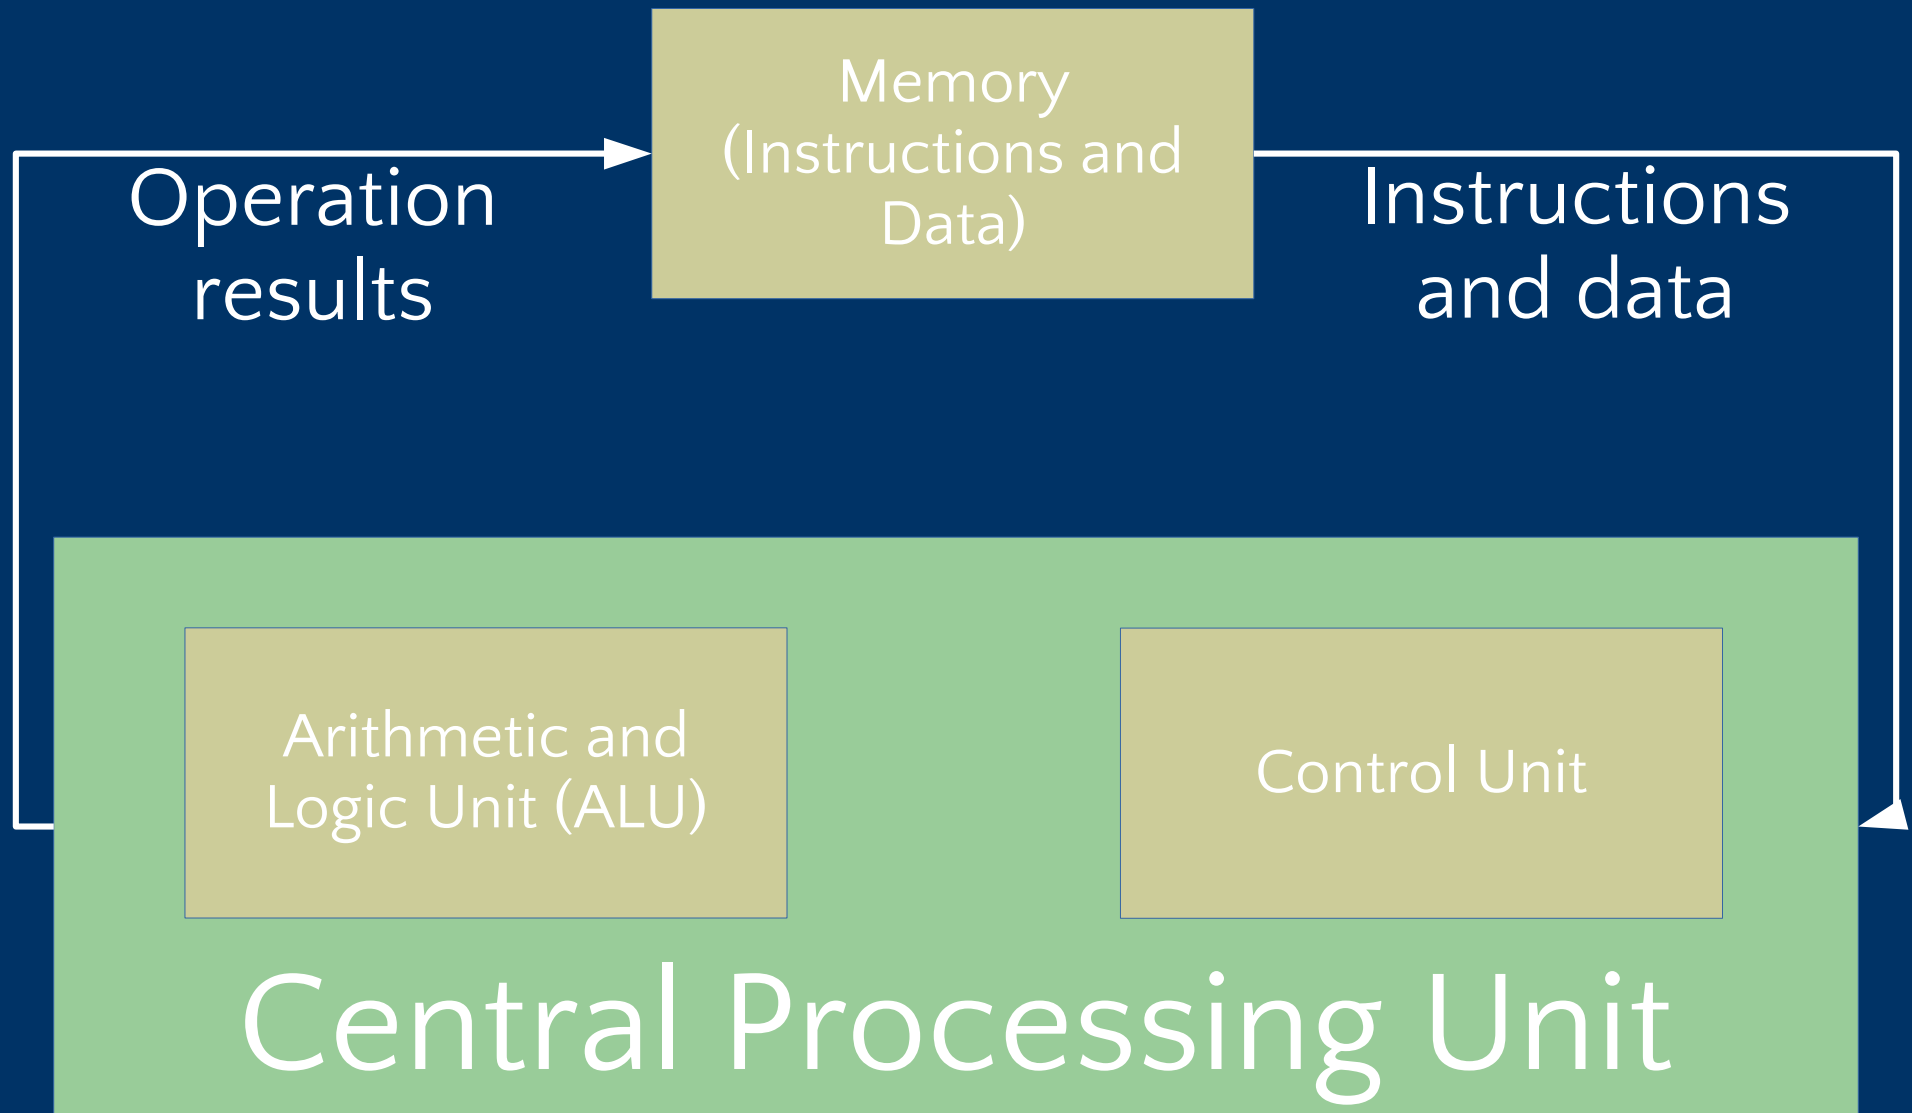 Memory
(Instructions and
Data)
Operation
results
Instructions
and data
Arithmetic and
Logic Unit (ALU)
Control Unit
Central Processing Unit